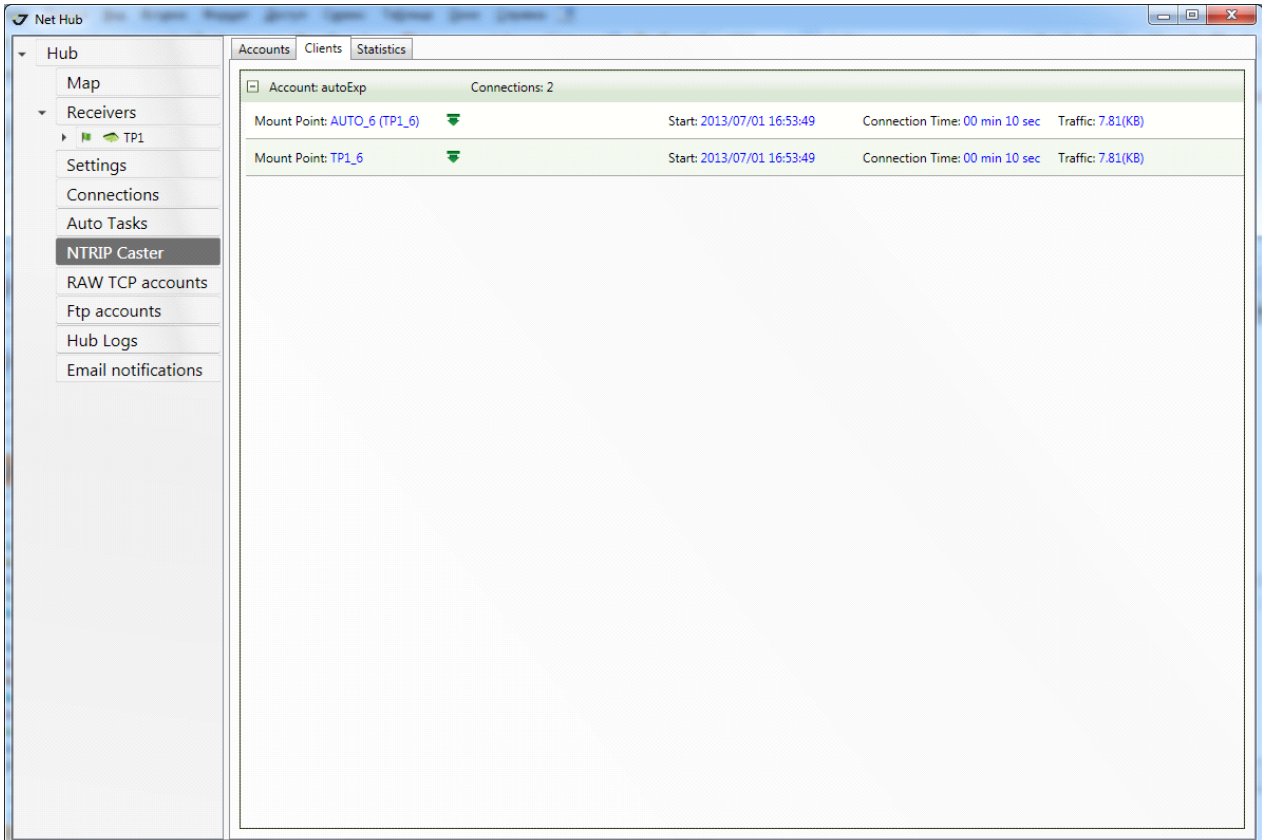 Net Hub
Hub
Map
Receivers
TP1
Settings
Connections
Auto Tasks
NTRIP Caster
RAW TCP accounts
Ftp accounts
Hub Logs
Email notifications
Accounts Clients Statistics
Account: autoExp Connections: 2
Mount Point: AUTO_6 (TP1_6) Start: 2013/07/01 16:53:49 Connection Time: 00 min 10 sec Traffic: 7.81(KB)
Mount Point: TP1_6 Start: 2013/07/01 16:53:49 Connection Time: 00 min 10 sec Traffic: 7.81(KB)